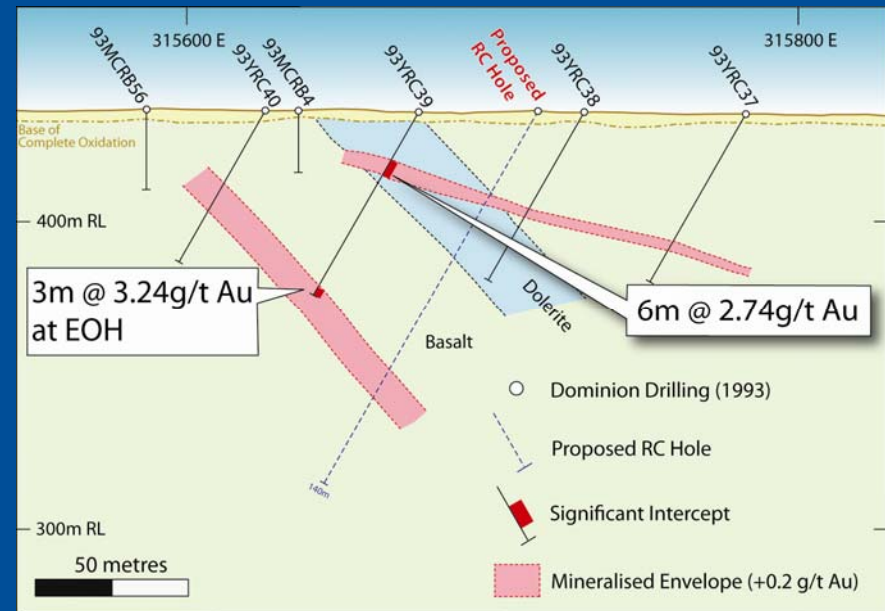 315600 E
315800 E
93MCRB56
93YRC40
93MCRB4
93YRC39
Proposed
RC Hole
93YRC38
93YRC37
Base of
Complete Oxidation
400m RL
3m @ 3.24g/t Au
at EOH
6m @ 2.74g/t Au
Dolerite
Basalt
Dominion Drilling (1993)
Proposed RC Hole
140m
Significant Intercept
300m RL
50 metres
Mineralised Envelope (+0.2 g/t Au)